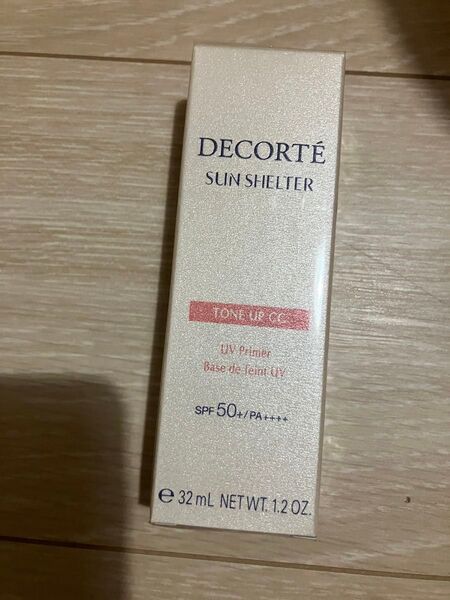 DECORTÉ
SUN SHELTER
TONE UP CC
UV Primer
Base de Teint UV
SPF 50+/PA++++
℮ 32 mL NET WT. 1.2 OZ.